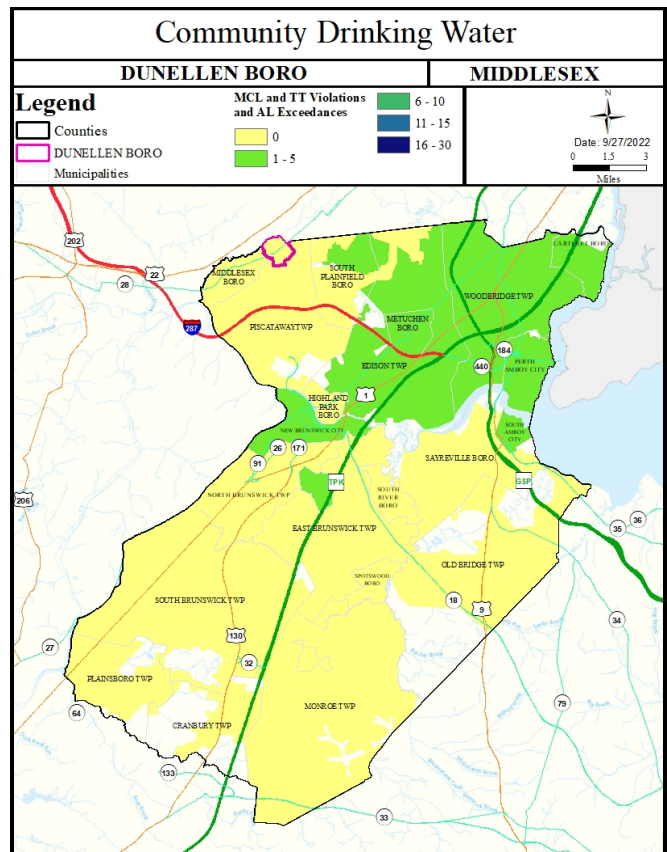 Community Drinking Water
DUNELLEN BORO
MIDDLESEX
Legend
Counties
DUNELLEN BORO
Municipalities
MCL and TT Violations
and AL Exceedances
0
1 - 5
6 - 10
11 - 15
16 - 30
N
Date: 9/27/2022
0 1.5 3
Miles
202
22
28
287
CARTERET BORO
MIDDLESEX
BORO
SOUTH
PLAINFIELD
BORO
WOODBRIDGE TWP
METUCHEN
BORO
PISCATAWAY TWP
184
EDISON TWP
440
PERTH
AMBOY CITY
1
HIGHLAND
PARK
BORO
NEW BRUNSWICK CITY
SOUTH
AMBOY
CITY
26
171
91
SAYREVILLE BORO
TPK
GSP
206
NORTH BRUNSWICK TWP
SOUTH
RIVER
BORO
36
35
EAST BRUNSWICK TWP
OLD BRIDGE TWP
SPOTSWOOD
BORO
18
9
SOUTH BRUNSWICK TWP
34
130
27
32
PLAINSBORO TWP
79
64
MONROE TWP
CRANBURY TWP
133
33